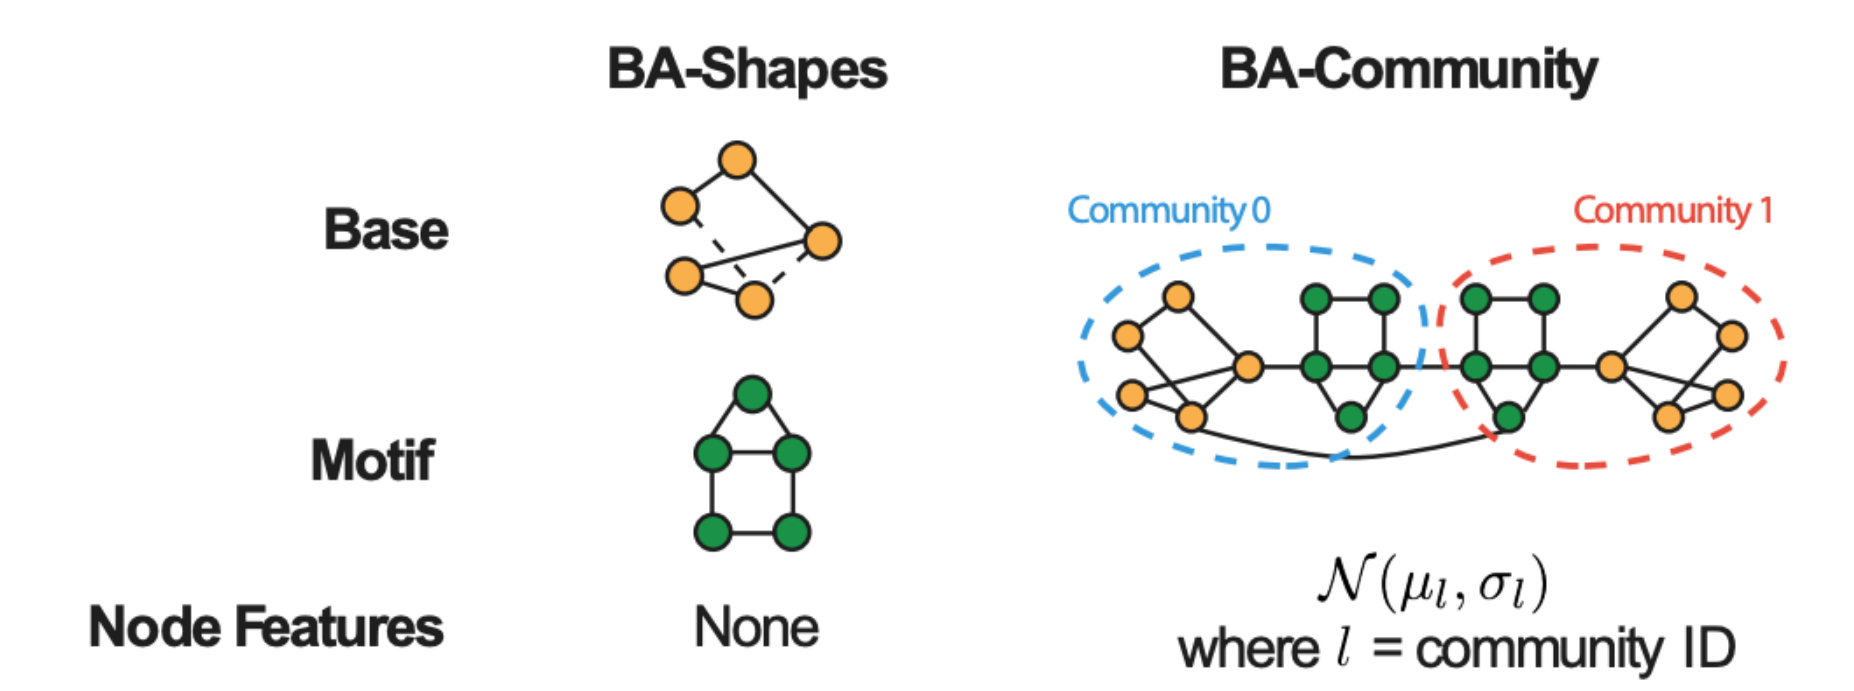 BA-Shapes
BA-Community
Base
Community 0
Community 1
Motif
Node Features
None
𝒩(μ_l, σ_l)
where l = community ID